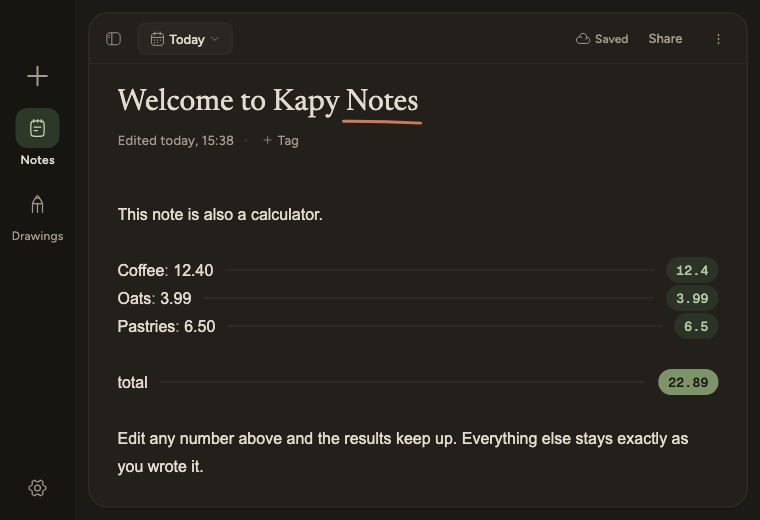 Today
Saved
Share
Notes
Drawings
Welcome to Kapy Notes
Edited today, 15:38 · + Tag
This note is also a calculator.
Coffee: 12.40 12.4
Oats: 3.99 3.99
Pastries: 6.50 6.5
total 22.89
Edit any number above and the results keep up. Everything else stays exactly as
you wrote it.